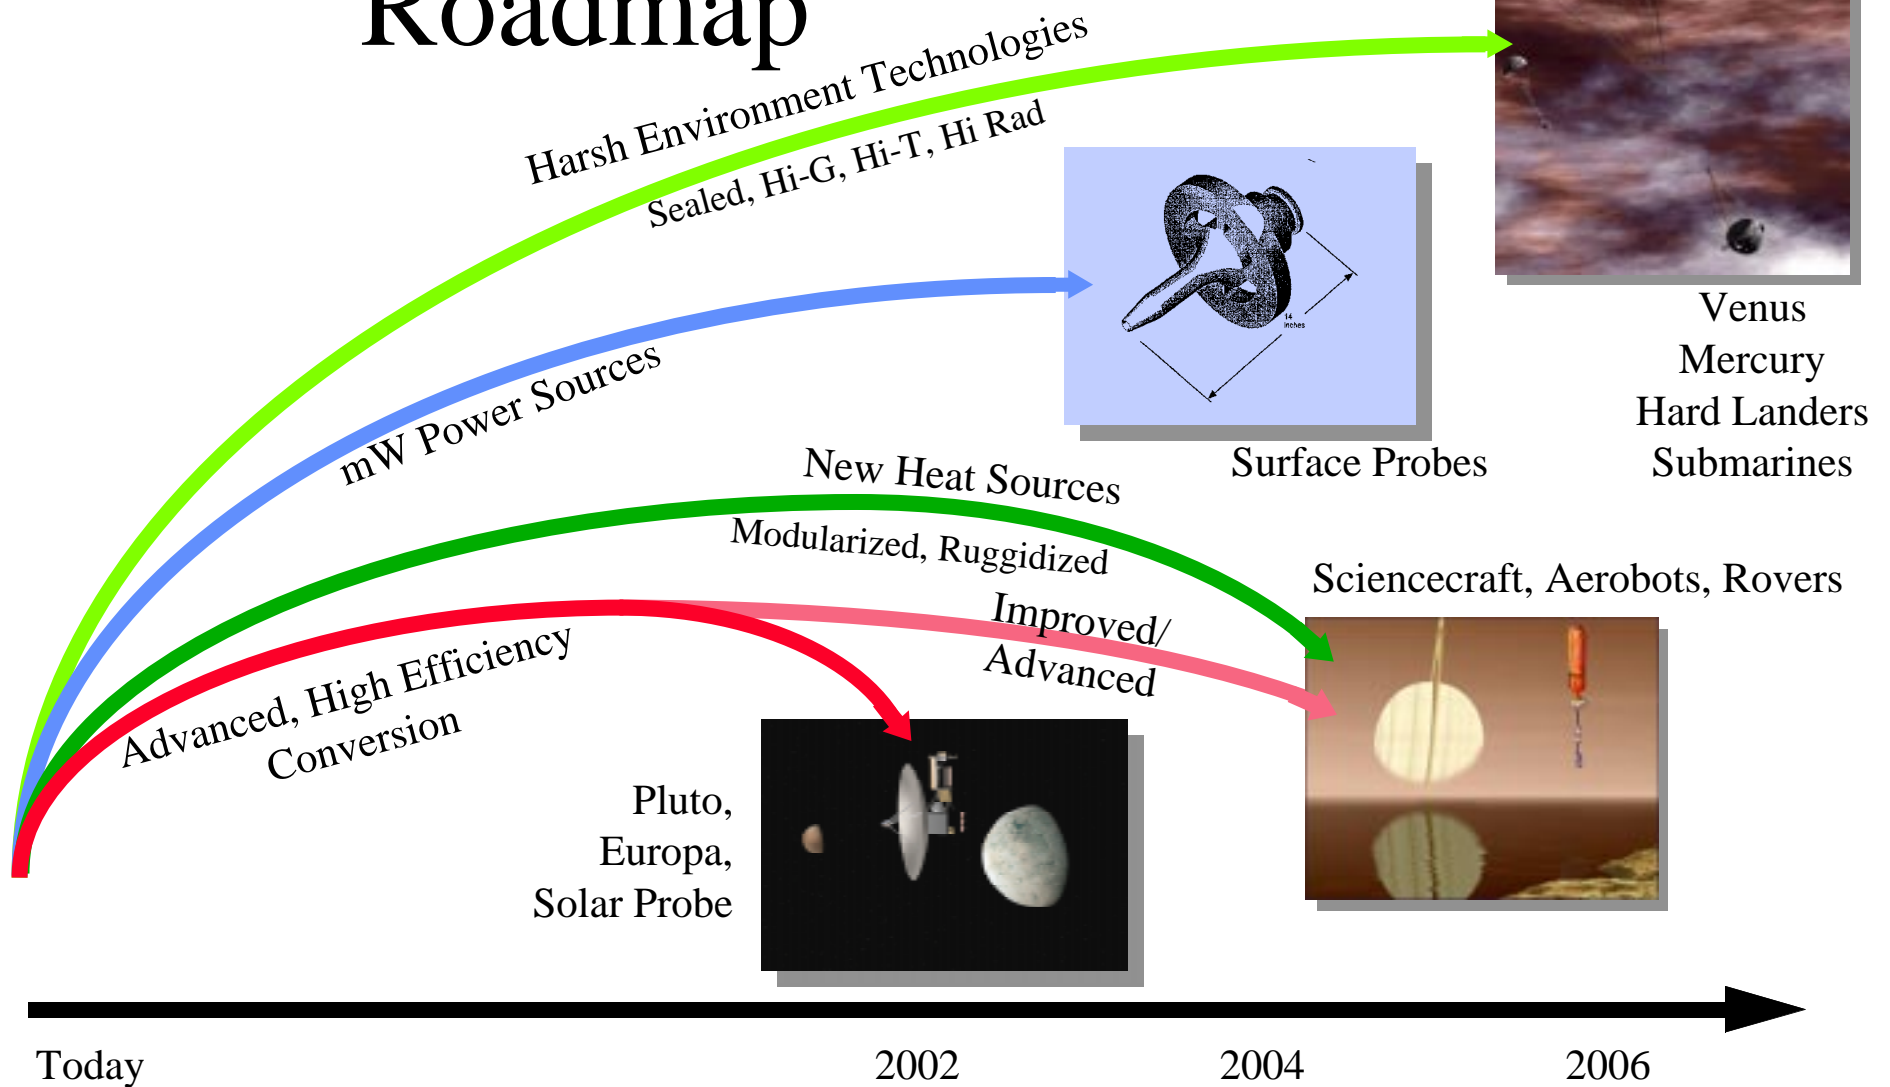 Roadmap
Harsh Environment Technologies
Sealed, Hi-G, Hi-T, Hi Rad
14
inches
Venus
Mercury
Hard Landers
Submarines
mW Power Sources
Surface Probes
New Heat Sources
Modularized, Ruggidized
Sciencecraft, Aerobots, Rovers
Improved/
Advanced
Advanced, High Efficiency
Conversion
Pluto,
Europa,
Solar Probe
Today 2002 2004 2006